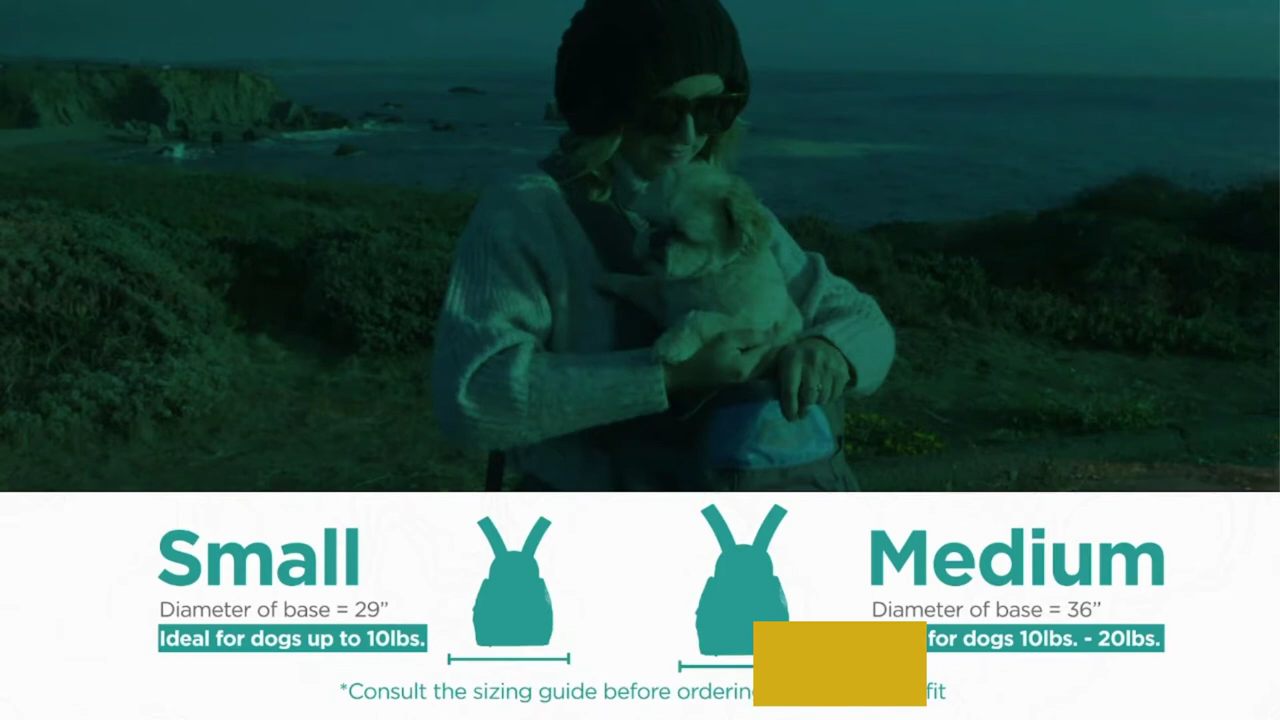 Small
Diameter of base = 29”
Ideal for dogs up to 10lbs.
Medium
Diameter of base = 36”
for dogs 10lbs. - 20lbs.
*Consult the sizing guide before fit